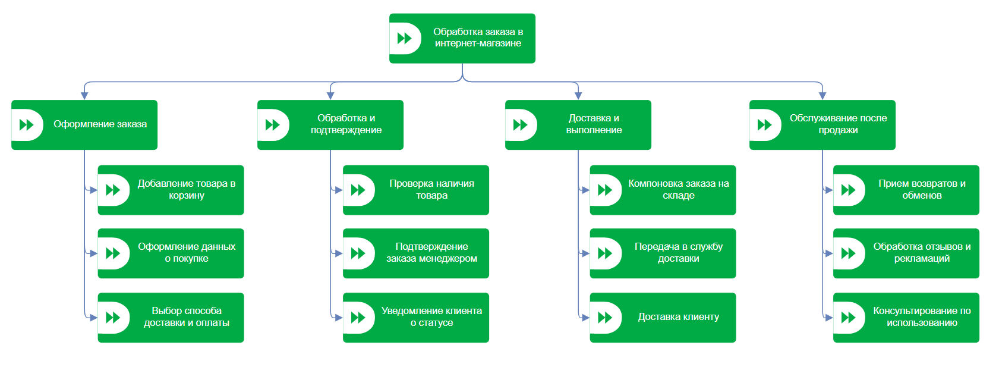 Обработка заказа в
интернет-магазине
Оформление заказа
Обработка и
подтверждение
Доставка и
выполнение
Обслуживание после
продажи
Добавление товара в
корзину
Проверка наличия
товара
Компоновка заказа на
складе
Прием возвратов и
обменов
Оформление данных
о покупке
Подтверждение
заказа менеджером
Передача в службу
доставки
Обработка отзывов и
рекламаций
Выбор способа
доставки и оплаты
Уведомление клиента
о статусе
Доставка клиенту
Консультирование по
использованию